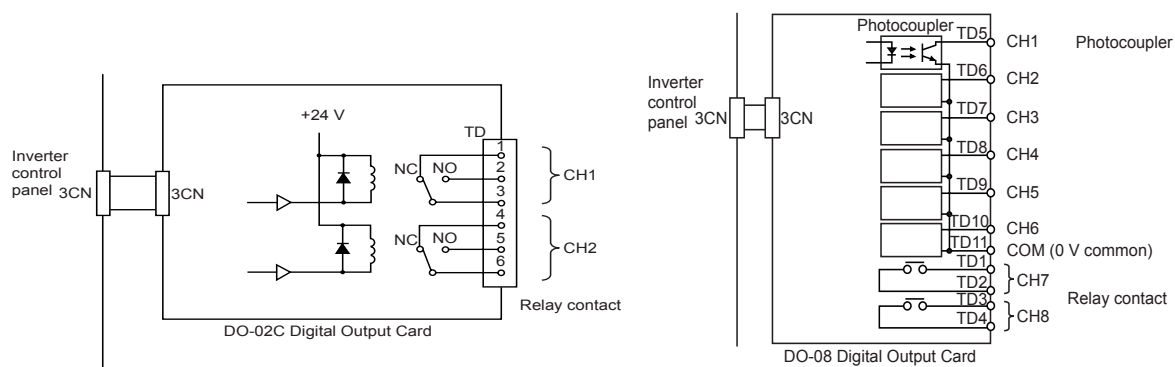 +24 V
TD
1
NC NO 2
3
CH1
Inverter
control
panel 3CN 3CN
4
NC NO 5
6
CH2
Relay contact
DO-02C Digital Output Card
Photocoupler
TD5 CH1 Photocoupler
TD6 CH2
Inverter
control
panel
3CN 3CN
TD7 CH3
TD8 CH4
TD9 CH5
TD10 CH6
TD11 COM (0 V common)
TD1
TD2 CH7
TD3
TD4 CH8
Relay contact
DO-08 Digital Output Card